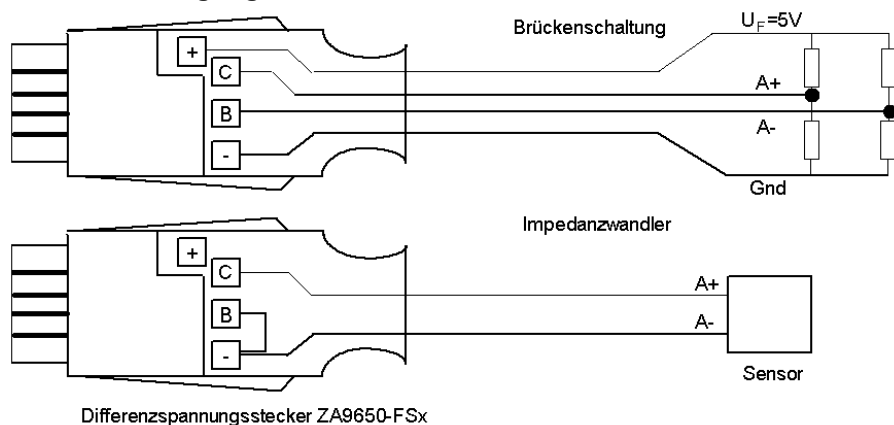 Brückenschaltung
U_F=5V
+
C
A+
B
A-
-
Gnd
Impedanzwandler
+
C
A+
B
A-
-
Sensor
Differenzspannungsstecker ZA9650-FSx